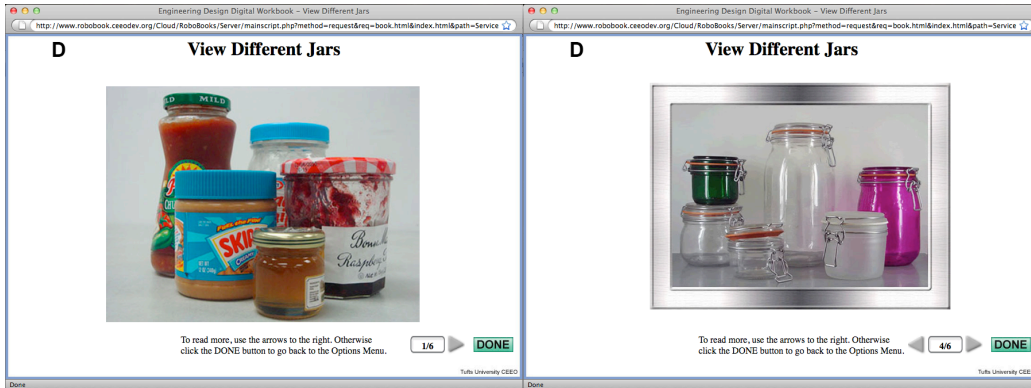 Engineering Design Digital Workbook – View Different Jars
http://www.robobook.ceeodev.org/Cloud/RoboBooks/Server/mainscript.php?method=request&req=book.html&index.html&path=Service
D
View Different Jars
MILD
SKIPPY
CREAMY
Bonne
Raspberry
To read more, use the arrows to the right. Otherwise
click the DONE button to go back to the Options Menu.
1/6
DONE
Tufts University CEEO
Done
Engineering Design Digital Workbook – View Different Jars
http://www.robobook.ceeodev.org/Cloud/RoboBooks/Server/mainscript.php?method=request&req=book.html&index.html&path=Service
D
View Different Jars
To read more, use the arrows to the right. Otherwise
click the DONE button to go back to the Options Menu.
4/6
DONE
Tufts University CEE
Done